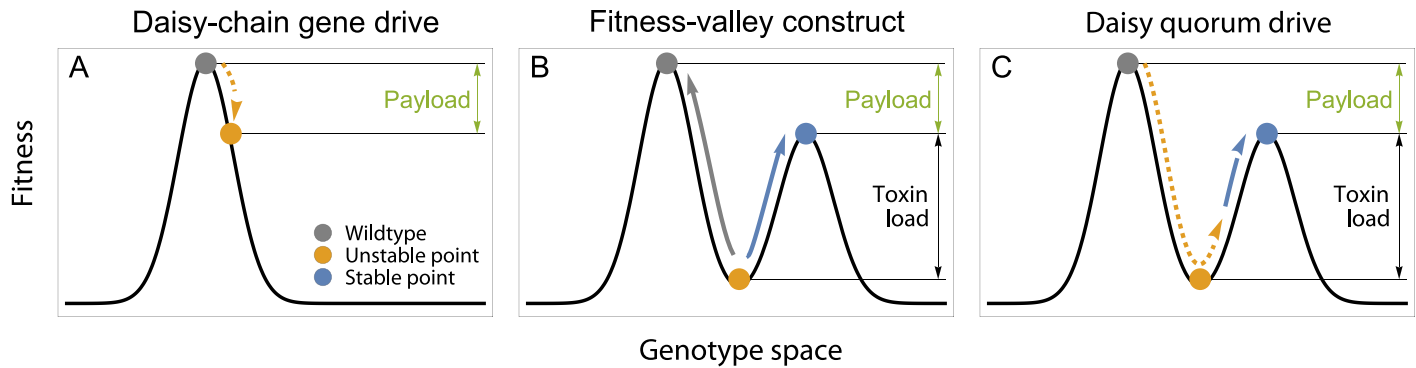 Daisy-chain gene drive
Fitness-valley construct
Daisy quorum drive
Fitness
A
Payload
Wildtype
Unstable point
Stable point
B
Payload
Toxin
load
C
Payload
Toxin
load
Genotype space